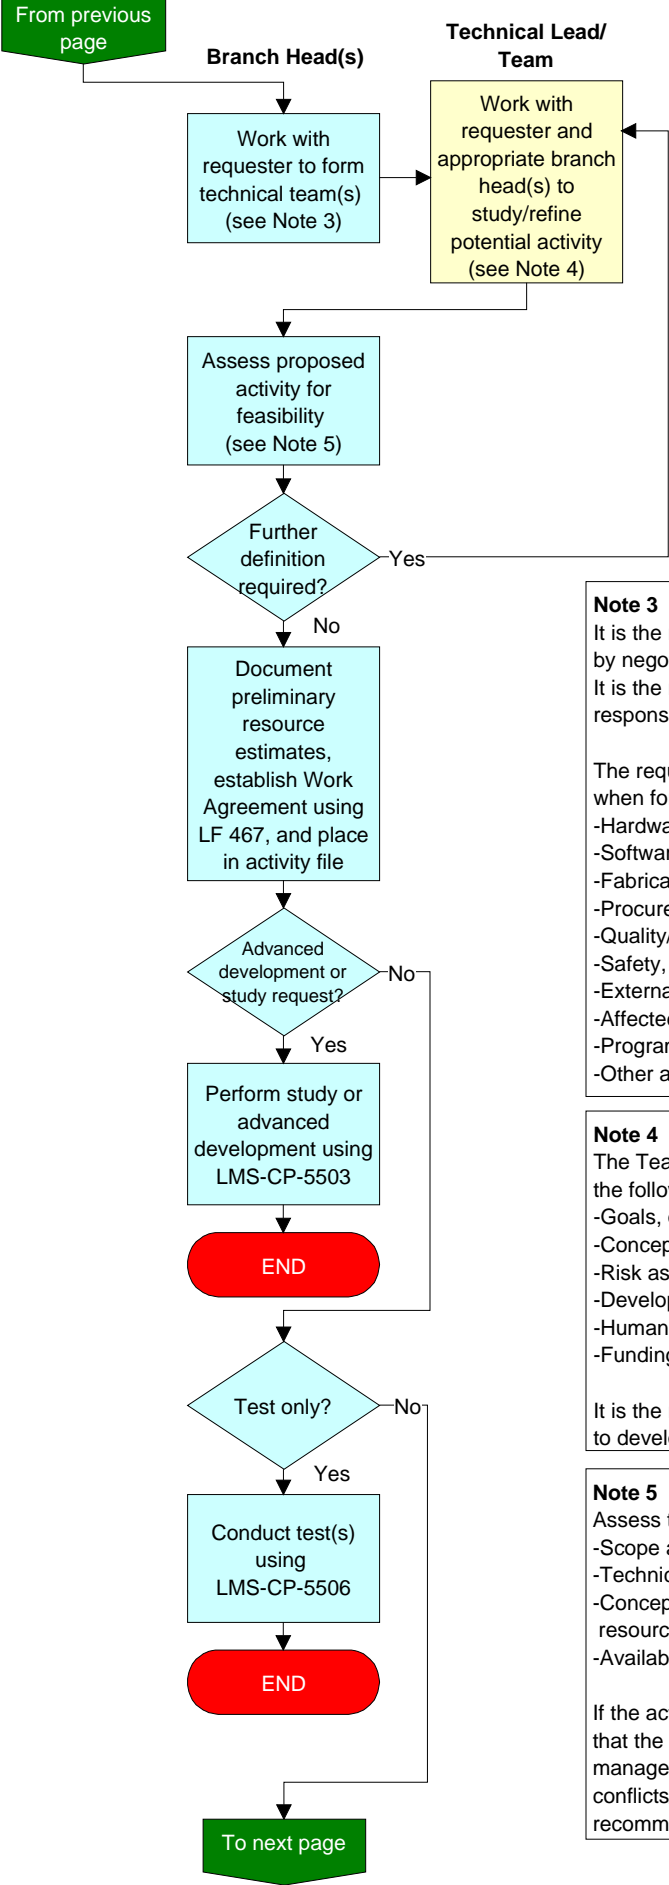 From previous
page
Branch Head(s)
Technical Lead/
Team
Work with
requester to form
technical team(s)
(see Note 3)
Work with
requester and
appropriate branch
head(s) to
study/refine
potential activity
(see Note 4)
Assess proposed
activity for
feasibility
(see Note 5)
Further
definition
required?
Yes
No
Document
preliminary
resource
estimates,
establish Work
Agreement using
LF 467, and place
in activity file
Advanced
development or
study request?
No
Yes
Perform study or
advanced
development using
LMS-CP-5503
END
Test only?
No
Yes
Conduct test(s)
using
LMS-CP-5506
END
To next page
Note 3
It is the
by nego
It is the
respons
The requ
when fo
-Hardwa
-Softwar
-Fabrica
-Procure
-Quality/
-Safety,
-Externa
-Affected
-Program
-Other a
Note 4
The Tea
the follow
-Goals,
-Concep
-Risk as
-Develop
-Human
-Funding
It is the
to develo
Note 5
Assess t
-Scope a
-Technic
-Concep
resourc
-Availab
If the ac
that the
manage
conflicts
recomm